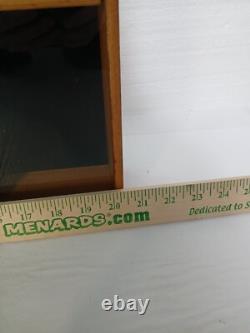 17 18 19 20 21 22 23 24
MENARDS.com Dedicated to S